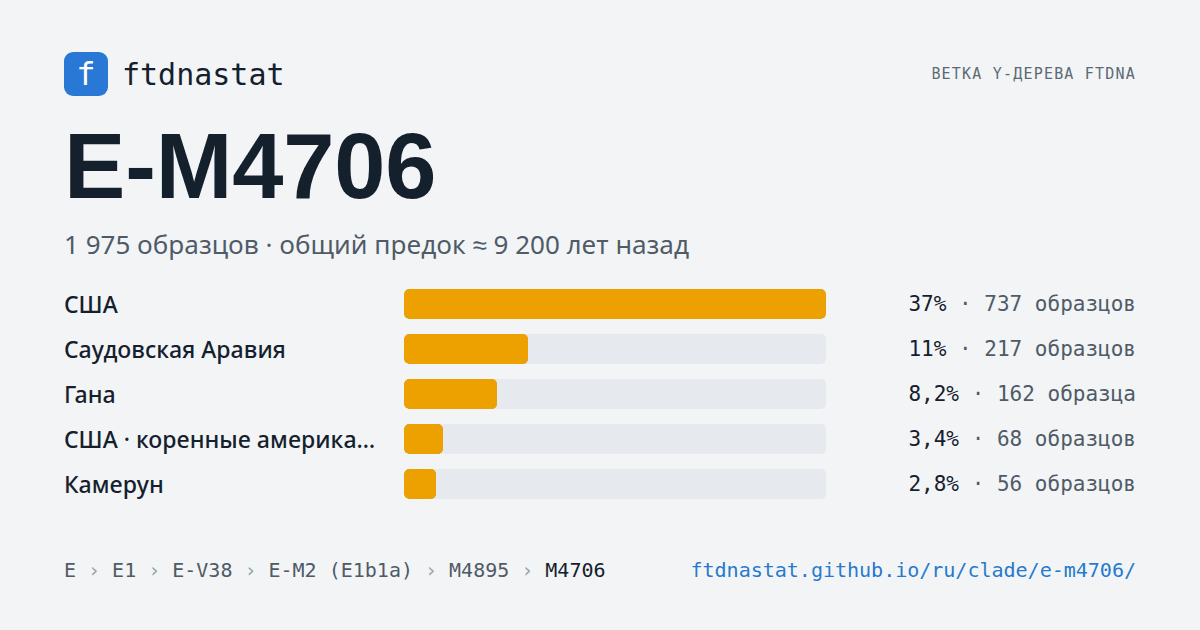 f ftdnastat
ВЕТКА Y-ДЕРЕВА FTDNA
E-M4706
1 975 образцов · общий предок ≈ 9 200 лет назад
США 37% · 737 образцов
Саудовская Аравия 11% · 217 образцов
Гана 8,2% · 162 образца
США · коренные америка… 3,4% · 68 образцов
Камерун 2,8% · 56 образцов
E › E1 › E-V38 › E-M2 (E1b1a) › M4895 › M4706
ftdnastat.github.io/ru/clade/e-m4706/